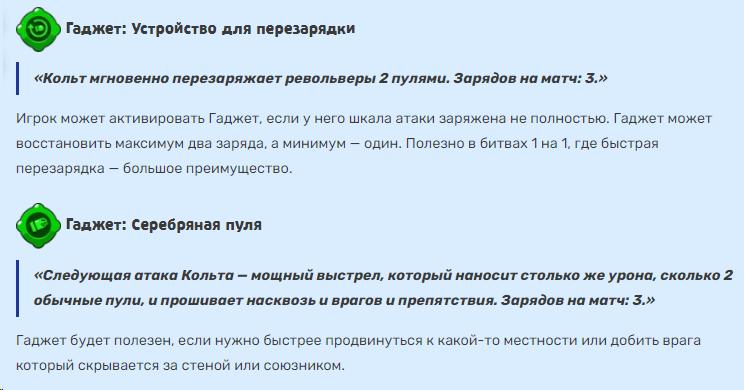 Гаджет: Устройство для перезарядки
«Кольт мгновенно перезаряжает револьверы 2 пулями. Зарядов на матч: 3.»
Игрок может активировать Гаджет, если у него шкала атаки заряжена не полностью. Гаджет может
восстановить максимум два заряда, а минимум — один. Полезно в битвах 1 на 1, где быстрая
перезарядка — большое преимущество.
Гаджет: Серебряная пуля
«Следующая атака Кольта — мощный выстрел, который наносит столько же урона, сколько 2
обычные пули, и прошивает насквозь и врагов и препятствия. Зарядов на матч: 3.»
Гаджет будет полезен, если нужно быстрее продвинуться к какой-то местности или добить врага
который скрывается за стеной или союзником.